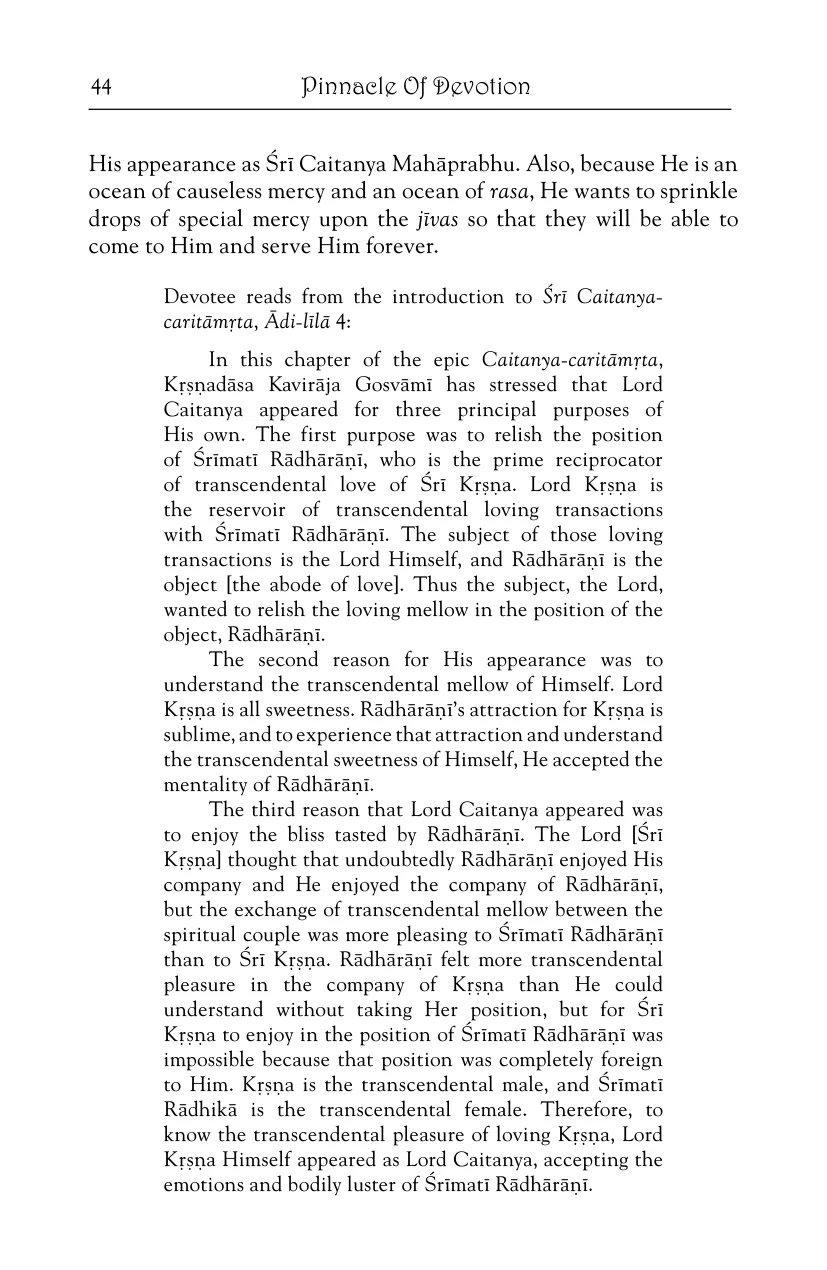 44
Pinnacle Of Devotion
His appearance as Śrī Caitanya Mahāprabhu. Also, because He is an
ocean of causeless mercy and an ocean of rasa, He wants to sprinkle
drops of special mercy upon the jīvas so that they will be able to
come to Him and serve Him forever.
Devotee reads from the introduction to Śrī Caitanya-
caritāmṛta, Ādi-līlā 4:
In this chapter of the epic Caitanya-caritāmṛta,
Kṛṣṇadāsa Kavirāja Gosvāmī has stressed that Lord
Caitanya appeared for three principal purposes of
His own. The first purpose was to relish the position
of Śrīmatī Rādhārāṇī, who is the prime reciprocator
of transcendental love of Śrī Kṛṣṇa. Lord Kṛṣṇa is
the reservoir of transcendental loving transactions
with Śrīmatī Rādhārāṇī. The subject of those loving
transactions is the Lord Himself, and Rādhārāṇī is the
object [the abode of love]. Thus the subject, the Lord,
wanted to relish the loving mellow in the position of the
object, Rādhārāṇī.
The second reason for His appearance was to
understand the transcendental mellow of Himself. Lord
Kṛṣṇa is all sweetness. Rādhārāṇī's attraction for Kṛṣṇa is
sublime, and to experience that attraction and understand
the transcendental sweetness of Himself, He accepted the
mentality of Rādhārāṇī.
The third reason that Lord Caitanya appeared was
to enjoy the bliss tasted by Rādhārāṇī. The Lord [Śrī
Kṛṣṇa] thought that undoubtedly Rādhārāṇī enjoyed His
company and He enjoyed the company of Rādhārāṇī,
but the exchange of transcendental mellow between the
spiritual couple was more pleasing to Śrīmatī Rādhārāṇī
than to Śrī Kṛṣṇa. Rādhārāṇī felt more transcendental
pleasure in the company of Kṛṣṇa than He could
understand without taking Her position, but for Śrī
Kṛṣṇa to enjoy in the position of Śrīmatī Rādhārāṇī was
impossible because that position was completely foreign
to Him. Kṛṣṇa is the transcendental male, and Śrīmatī
Rādhikā is the transcendental female. Therefore, to
know the transcendental pleasure of loving Kṛṣṇa, Lord
Kṛṣṇa Himself appeared as Lord Caitanya, accepting the
emotions and bodily luster of Śrīmatī Rādhārāṇī.